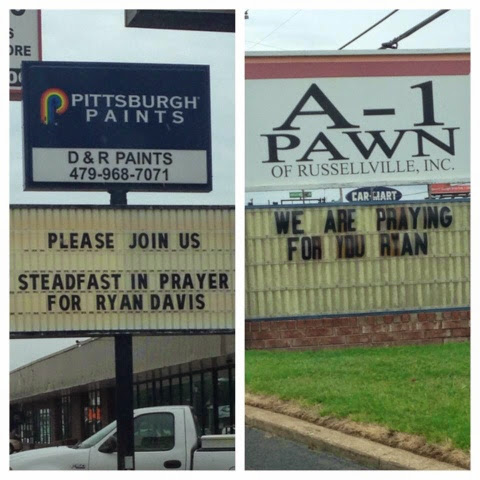 S
ORE
PITTSBURGH
PAINTS
D & R PAINTS
479-968-7071
PLEASE JOIN US
STEADFAST IN PRAYER
FOR RYAN DAVIS
A-1
PAWN
OF RUSSELLVILLE, INC.
CAR-MART
WE ARE PRAYING
FOR YOU RYAN